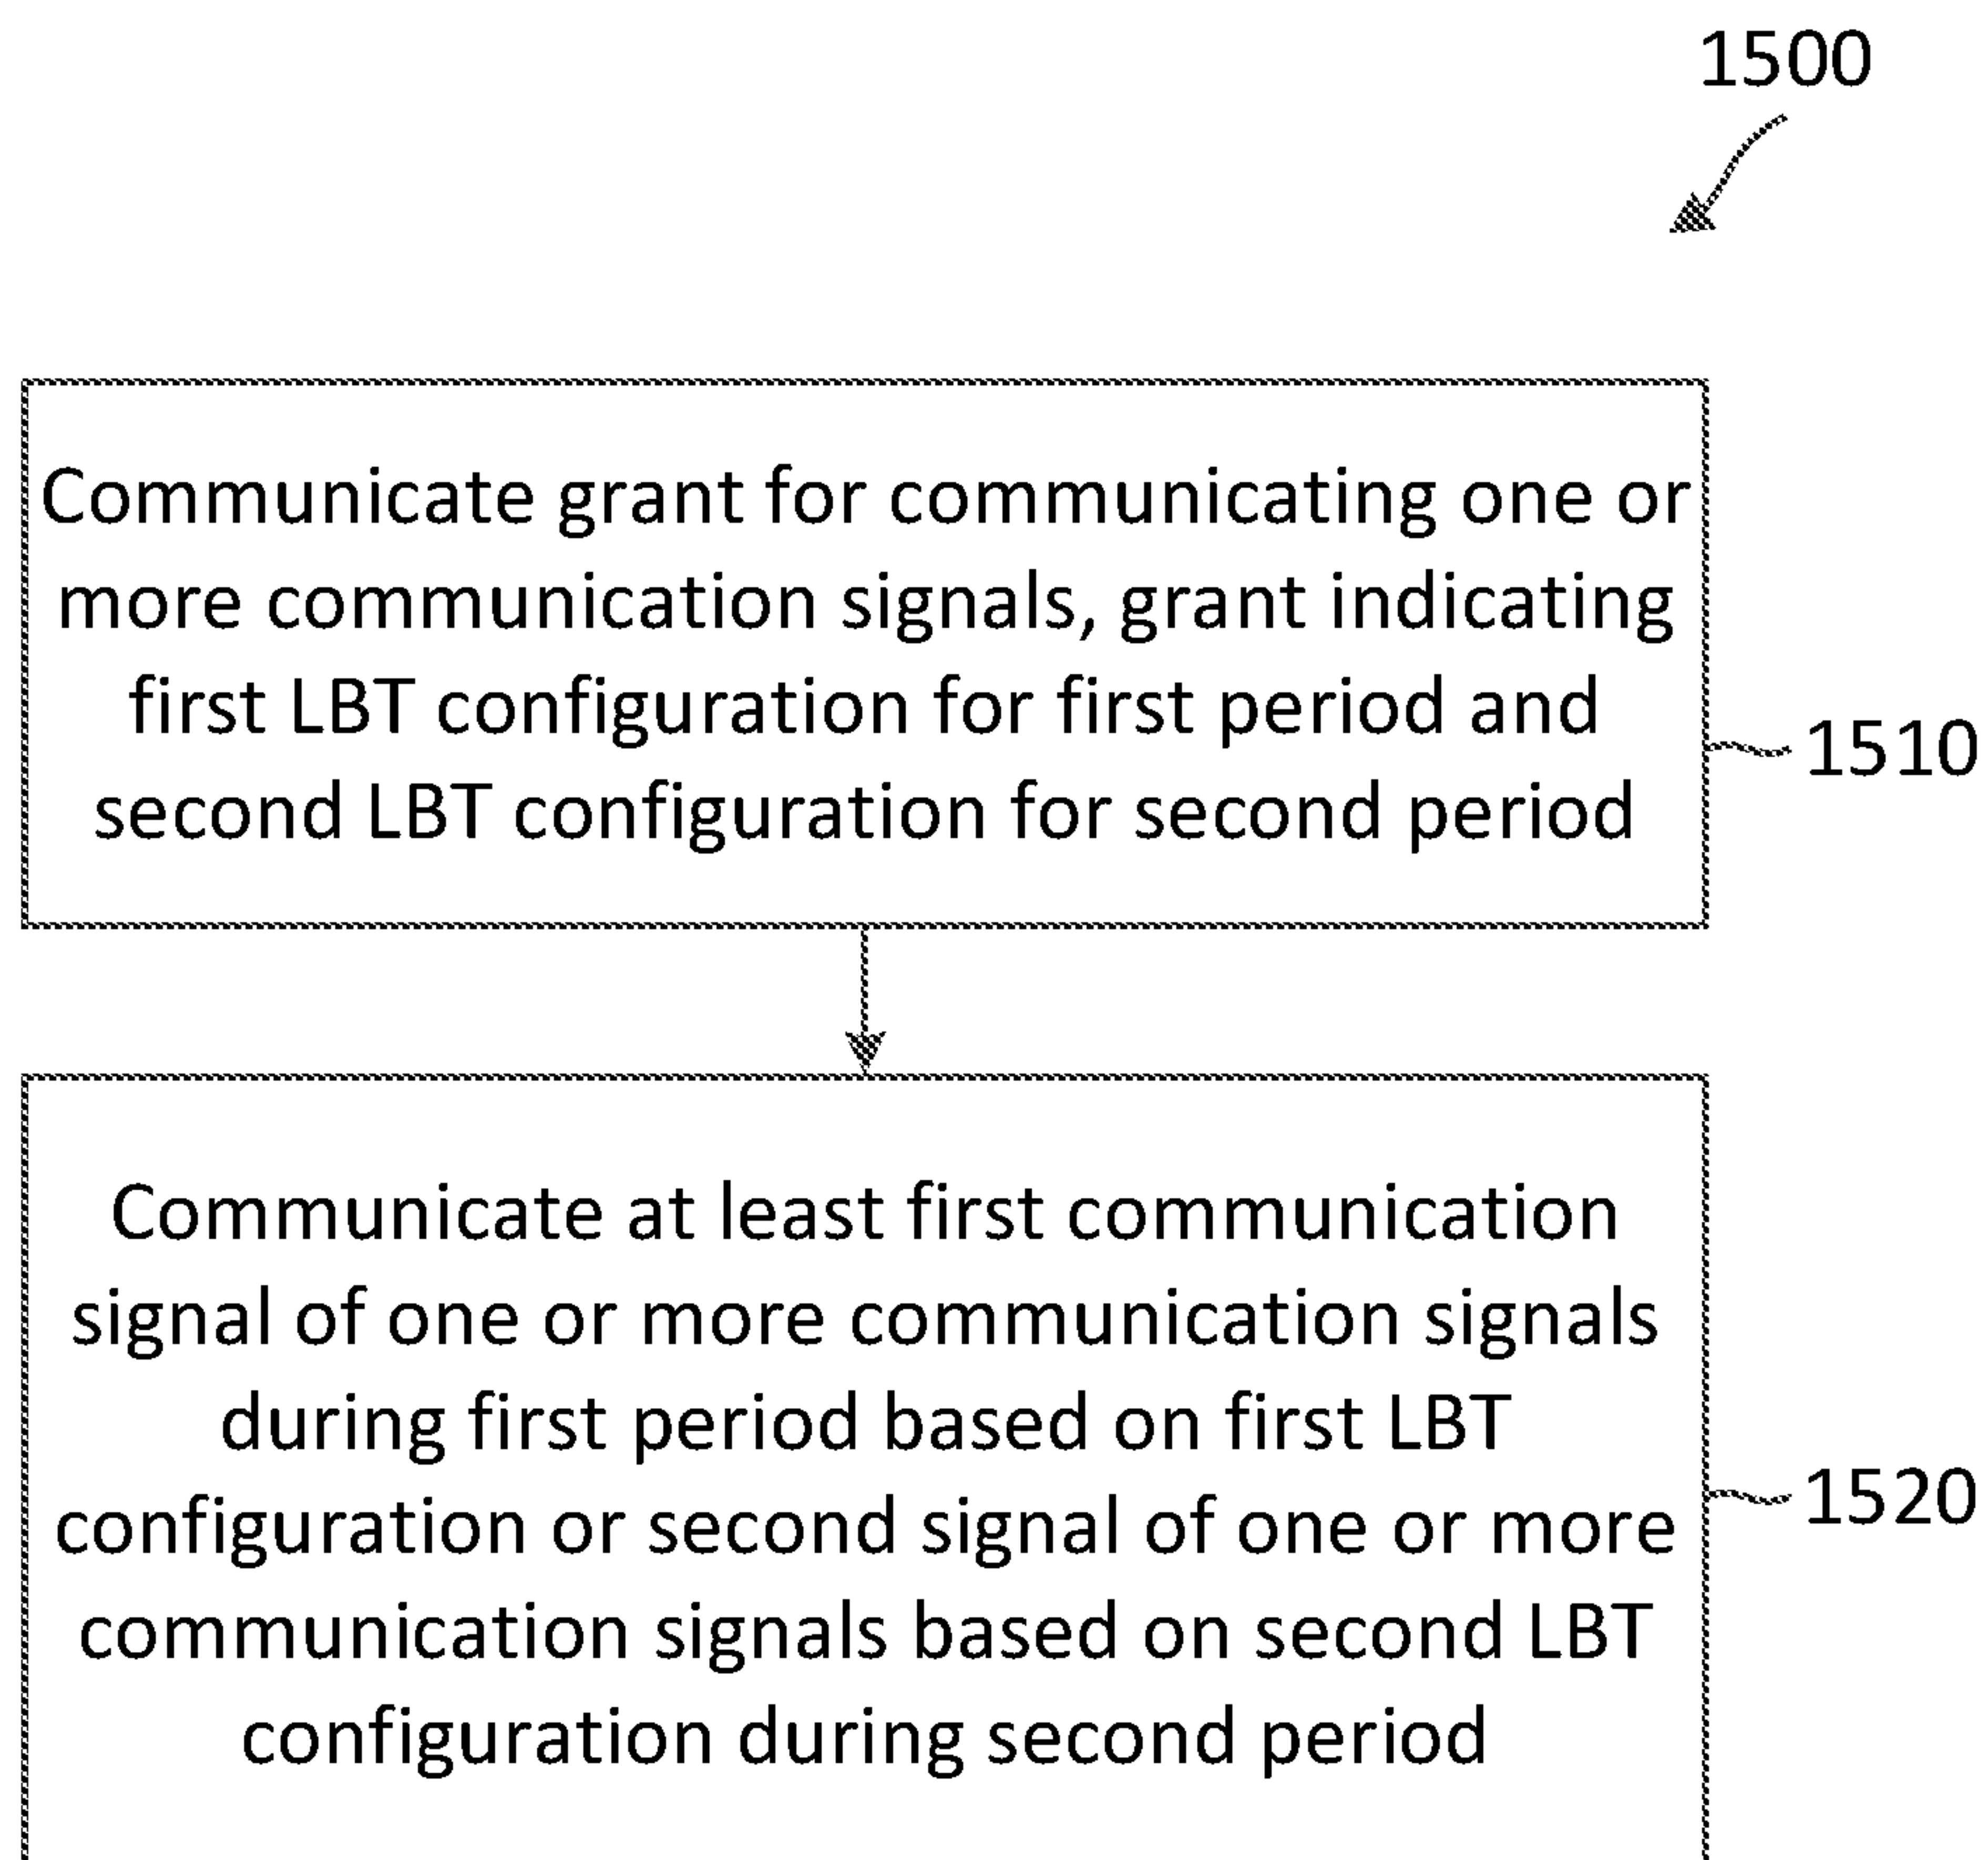 1500
Communicate grant for communicating one or
more communication signals, grant indicating
first LBT configuration for first period and
second LBT configuration for second period
1510
Communicate at least first communication
signal of one or more communication signals
during first period based on first LBT
configuration or second signal of one or more
communication signals based on second LBT
configuration during second period
1520